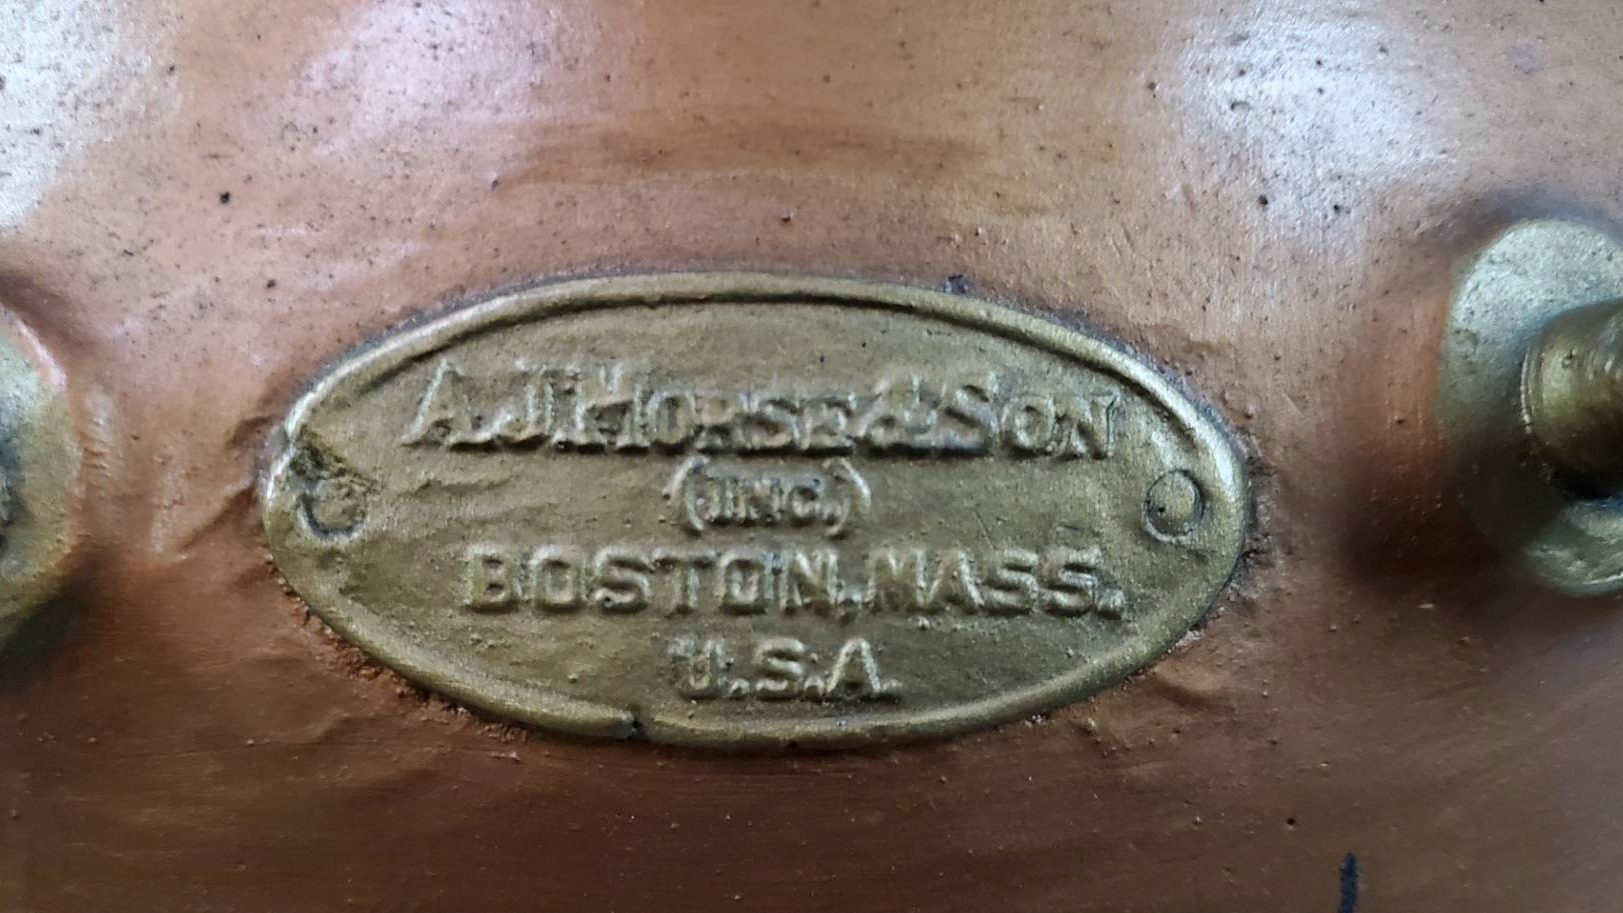 A.J. MORSE & SON
(INC.)
BOSTON, MASS.
U.S.A.